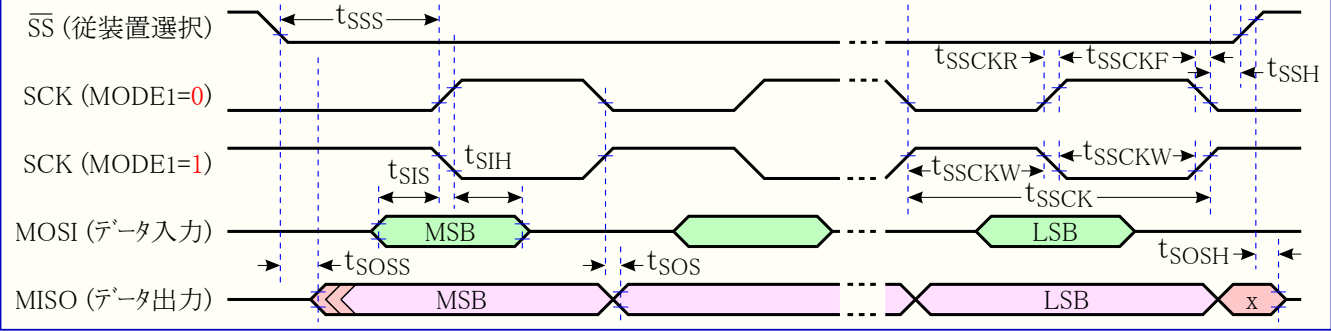 S̅S̅ (従装置選択) tSSS tSSCKR tSSCKF tSSH
SCK (MODE1=0)
SCK (MODE1=1) tSIS tSIH tSSCKW tSSCKW
tSSCK
MOSI (データ入力) MSB LSB
tSOSS tSOS tSOSH
MISO (データ出力) MSB LSB x